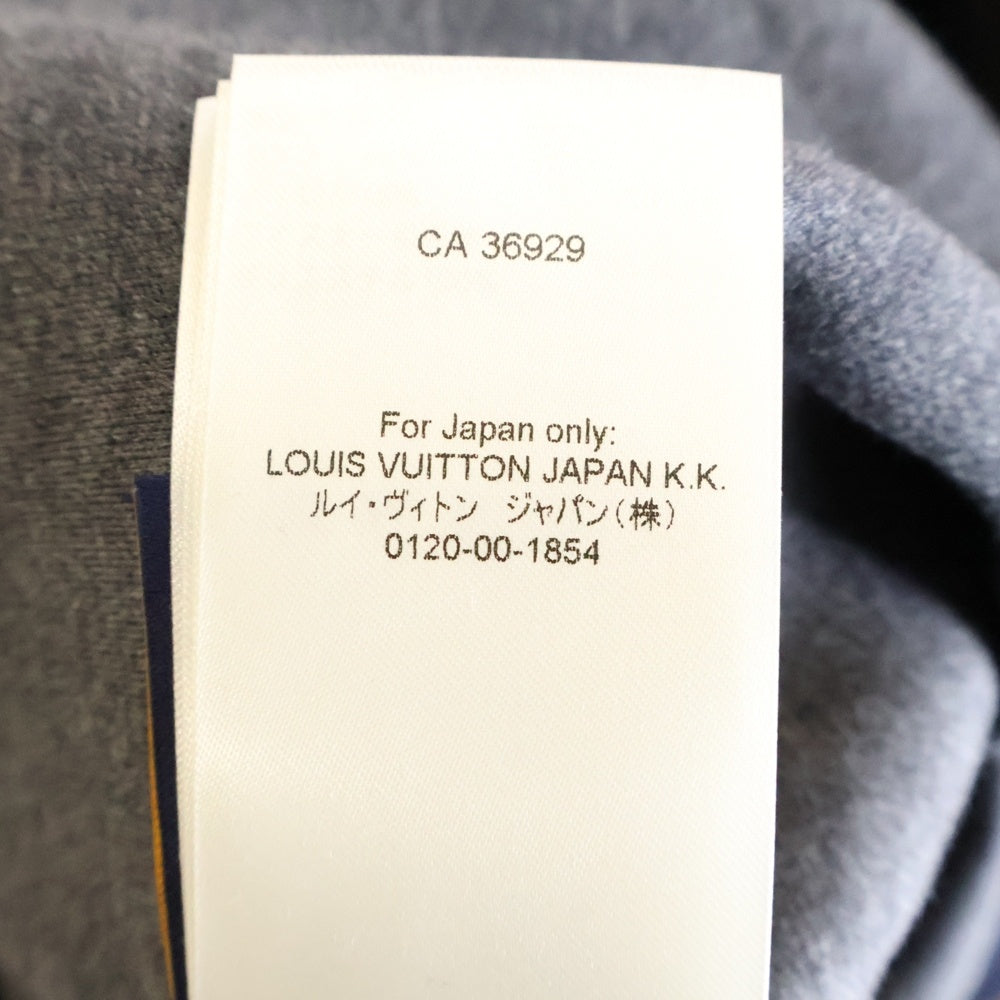 CA 36929
For Japan only:
LOUIS VUITTON JAPAN K.K.
ルイ・ヴィトン　ジャパン(株)
0120-00-1854